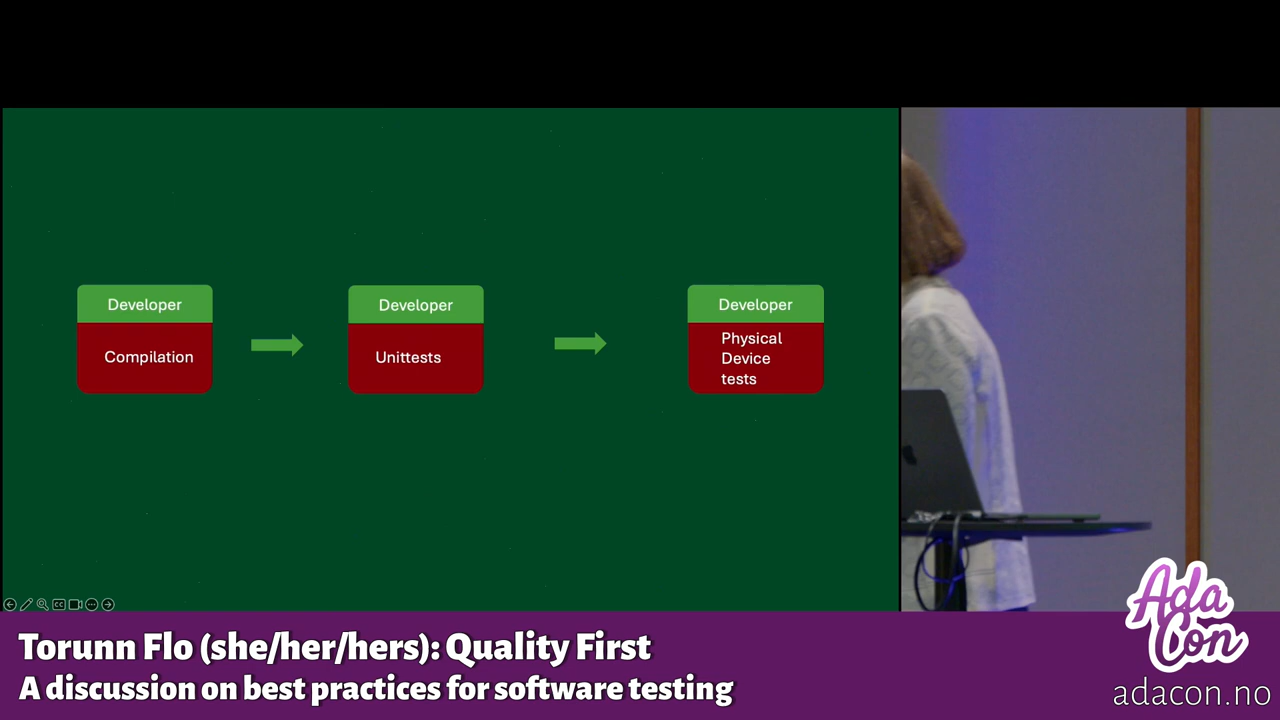 Developer
Compilation
Developer
Unittests
Developer
Physical
Device
tests
Torunn Flo (she/her/hers): Quality First
A discussion on best practices for software testing
Ada
Con
adacon.no